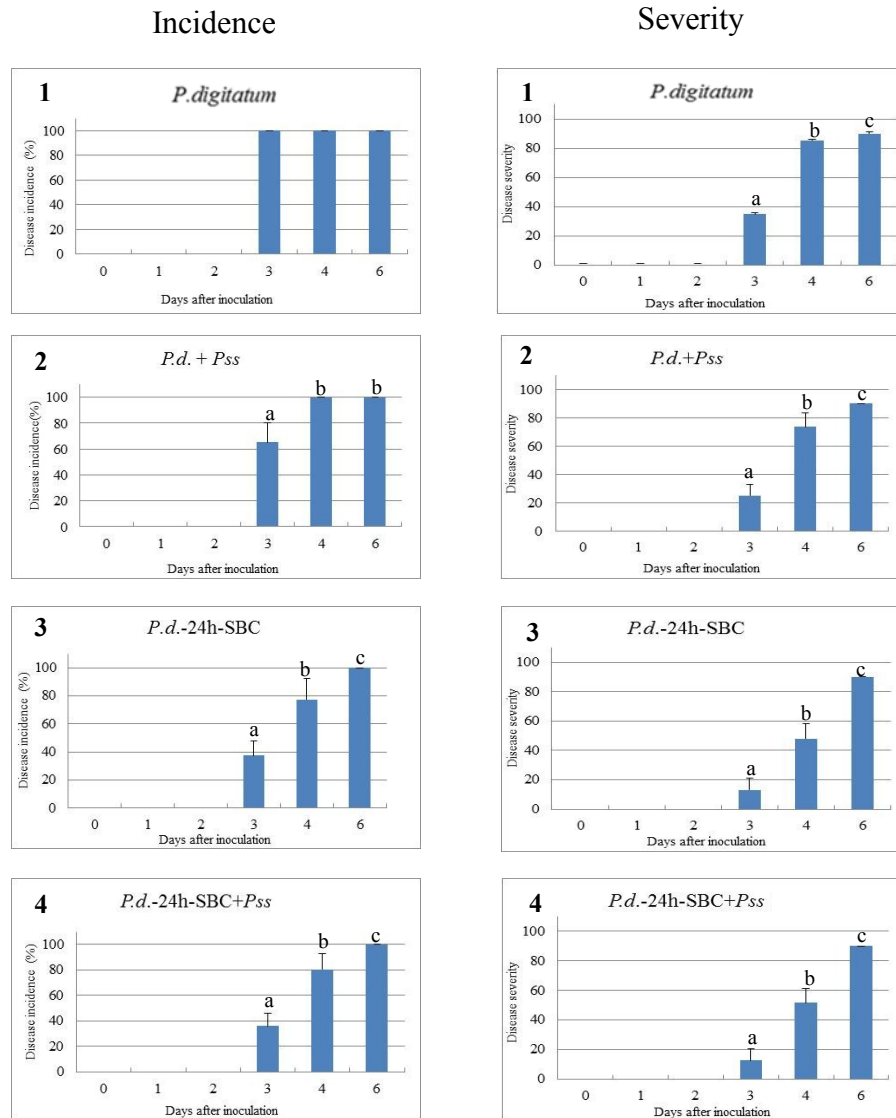 Incidence
Severity
1
P.digitatum
Disease incidence (%)
100
80
60
40
20
0
0 1 2 3 4 6
Days after inoculation
1
P.digitatum
Disease severity
100
80
60
40
20
0
a
b
c
0 1 2 3 4 6
Days after inoculation
2
P.d. + Pss
Disease incidence(%)
100
80
60
40
20
0
a
b
b
0 1 2 3 4 6
Days after inoculation
2
P.d.+Pss
Disease severity
100
80
60
40
20
0
a
b
c
0 1 2 3 4 6
Days after inoculation
3
P.d.-24h-SBC
Disease incidence (%)
100
80
60
40
20
0
a
b
c
0 1 2 3 4 6
Days after inoculation
3
P.d.-24h-SBC
Disease severity
100
80
60
40
20
0
a
b
c
0 1 2 3 4 6
Days after inoculation
4
P.d.-24h-SBC+Pss
Disease incidence (%)
100
80
60
40
20
0
a
b
c
0 1 2 3 4 6
Days after inoculation
4
P.d.-24h-SBC+Pss
Disease severity
100
80
60
40
20
0
a
b
c
0 1 2 3 4 6
Days after inoculation